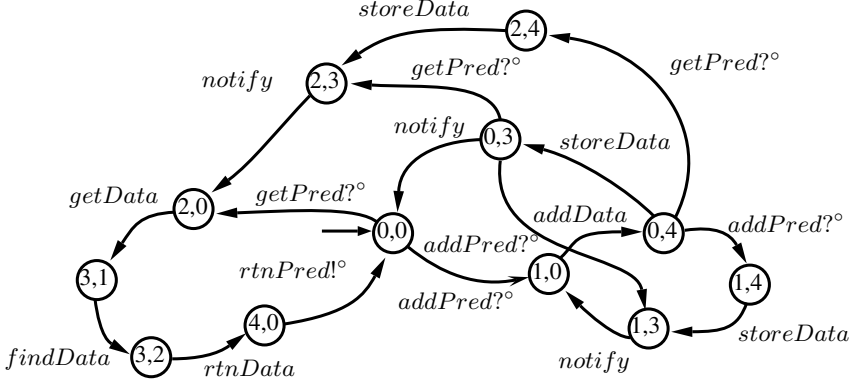 storeData
2,4
getPred?°
getPred?°
notify
2,3
notify
0,3
storeData
getData
getPred?°
2,0
addData
addPred?°
0,0
0,4
addPred?°
rtnPred!°
1,0
3,1
1,4
addPred?°
4,0
1,3
storeData
findData
3,2
rtnData
notify